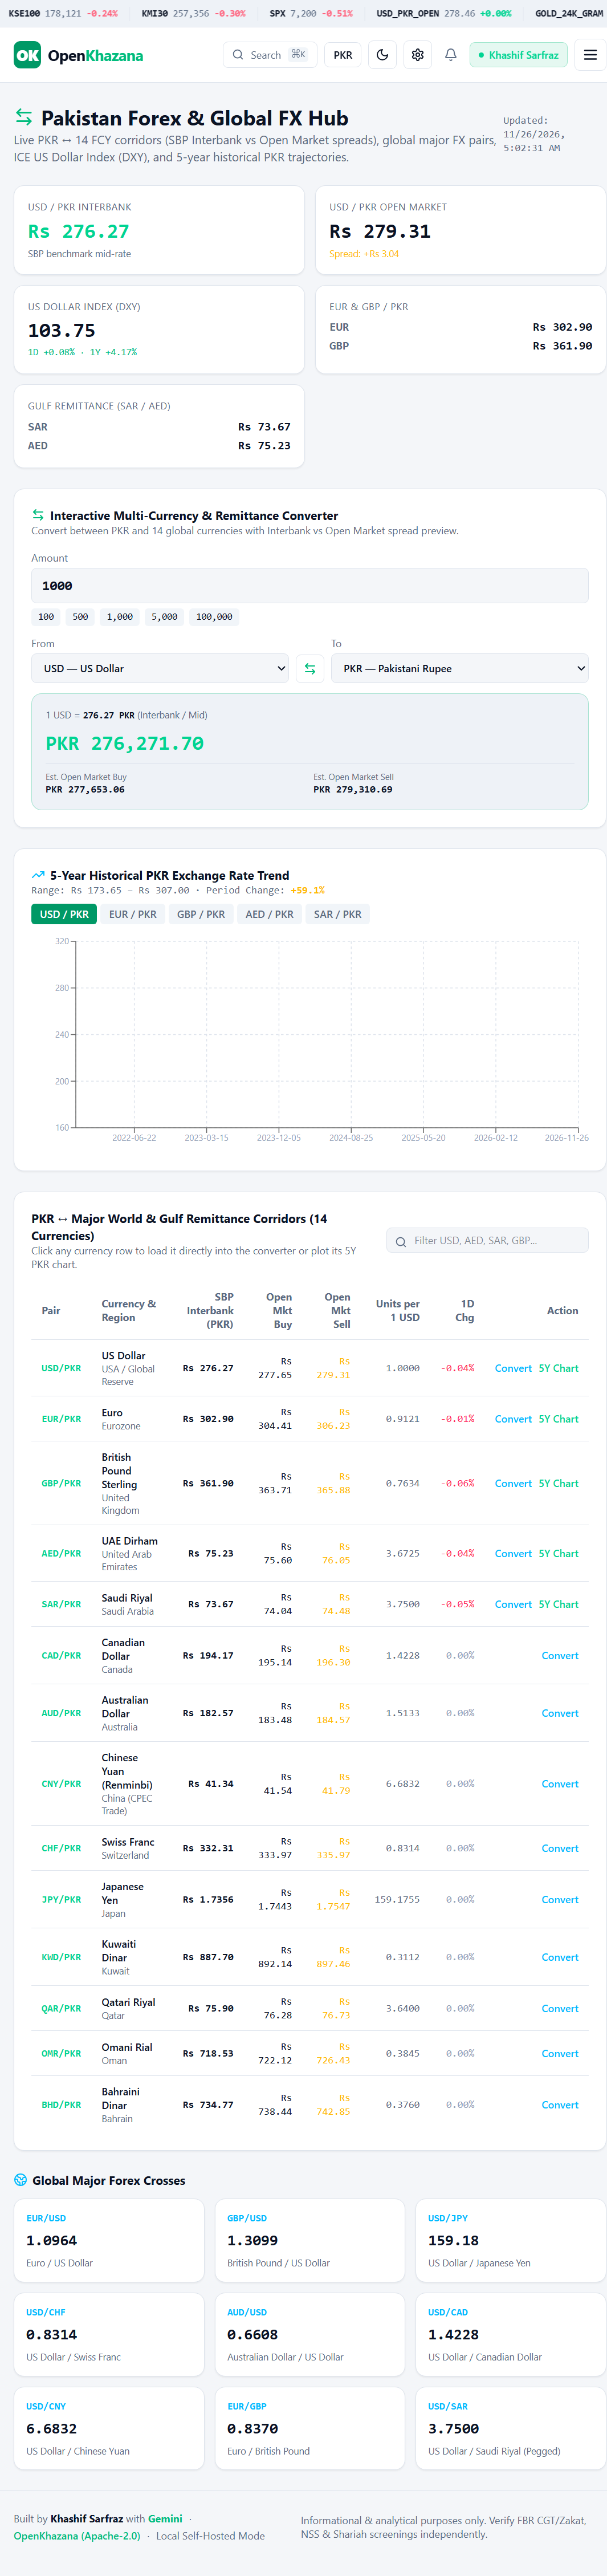 KSE100 178,121 -0.24% KMI30 257,356 -0.30% SPX 7,200 -0.51% USD_PKR_OPEN 278.46 +0.00% GOLD_24K_GRAM
OK OpenKhazana Search ⌘K PKR Khashif Sarfraz
Pakistan Forex & Global FX Hub
Live PKR ↔ 14 FCY corridors (SBP Interbank vs Open Market spreads), global major FX pairs,
ICE US Dollar Index (DXY), and 5-year historical PKR trajectories.
Updated:
11/26/2026,
5:02:31 AM
USD / PKR INTERBANK
Rs 276.27
SBP benchmark mid-rate
USD / PKR OPEN MARKET
Rs 279.31
Spread: +Rs 3.04
US DOLLAR INDEX (DXY)
103.75
1D +0.08% · 1Y +4.17%
EUR & GBP / PKR
EUR Rs 302.90
GBP Rs 361.90
GULF REMITTANCE (SAR / AED)
SAR Rs 73.67
AED Rs 75.23
Interactive Multi-Currency & Remittance Converter
Convert between PKR and 14 global currencies with Interbank vs Open Market spread preview.
Amount
1000
100 500 1,000 5,000 100,000
From To
USD — US Dollar PKR — Pakistani Rupee
1 USD = 276.27 PKR (Interbank / Mid)
PKR 276,271.70
Est. Open Market Buy Est. Open Market Sell
PKR 277,653.06 PKR 279,310.69
5-Year Historical PKR Exchange Rate Trend
Range: Rs 173.65 – Rs 307.00 · Period Change: +59.1%
USD / PKR EUR / PKR GBP / PKR AED / PKR SAR / PKR
320
280
240
200
160
2022-06-22 2023-03-15 2023-12-05 2024-08-25 2025-05-20 2026-02-12 2026-11-26
PKR ↔ Major World & Gulf Remittance Corridors (14
Currencies)
Click any currency row to load it directly into the converter or plot its 5Y
PKR chart.
Filter USD, AED, SAR, GBP...
Pair Currency & Region SBP Interbank (PKR) Open Mkt Buy Open Mkt Sell Units per 1 USD 1D Chg Action
USD/PKR US Dollar USA / Global Reserve Rs 276.27 Rs 277.65 Rs 279.31 1.0000 -0.04% Convert 5Y Chart
EUR/PKR Euro Eurozone Rs 302.90 Rs 304.41 Rs 306.23 0.9121 -0.01% Convert 5Y Chart
GBP/PKR British Pound Sterling United Kingdom Rs 361.90 Rs 363.71 Rs 365.88 0.7634 -0.06% Convert 5Y Chart
AED/PKR UAE Dirham United Arab Emirates Rs 75.23 Rs 75.60 Rs 76.05 3.6725 -0.04% Convert 5Y Chart
SAR/PKR Saudi Riyal Saudi Arabia Rs 73.67 Rs 74.04 Rs 74.48 3.7500 -0.05% Convert 5Y Chart
CAD/PKR Canadian Dollar Canada Rs 194.17 Rs 195.14 Rs 196.30 1.4228 0.00% Convert
AUD/PKR Australian Dollar Australia Rs 182.57 Rs 183.48 Rs 184.57 1.5133 0.00% Convert
CNY/PKR Chinese Yuan (Renminbi) China (CPEC Trade) Rs 41.34 Rs 41.54 Rs 41.79 6.6832 0.00% Convert
CHF/PKR Swiss Franc Switzerland Rs 332.31 Rs 333.97 Rs 335.97 0.8314 0.00% Convert
JPY/PKR Japanese Yen Japan Rs 1.7356 Rs 1.7443 Rs 1.7547 159.1755 0.00% Convert
KWD/PKR Kuwaiti Dinar Kuwait Rs 887.70 Rs 892.14 Rs 897.46 0.3112 0.00% Convert
QAR/PKR Qatari Riyal Qatar Rs 75.90 Rs 76.28 Rs 76.73 3.6400 0.00% Convert
OMR/PKR Omani Rial Oman Rs 718.53 Rs 722.12 Rs 726.43 0.3845 0.00% Convert
BHD/PKR Bahraini Dinar Bahrain Rs 734.77 Rs 738.44 Rs 742.85 0.3760 0.00% Convert
Global Major Forex Crosses
EUR/USD GBP/USD USD/JPY
1.0964 1.3099 159.18
Euro / US Dollar British Pound / US Dollar US Dollar / Japanese Yen
USD/CHF AUD/USD USD/CAD
0.8314 0.6608 1.4228
US Dollar / Swiss Franc Australian Dollar / US Dollar US Dollar / Canadian Dollar
USD/CNY EUR/GBP USD/SAR
6.6832 0.8370 3.7500
US Dollar / Chinese Yuan Euro / British Pound US Dollar / Saudi Riyal (Pegged)
Built by Khashif Sarfraz with Gemini ·
OpenKhazana (Apache-2.0) · Local Self-Hosted Mode
Informational & analytical purposes only. Verify FBR CGT/Zakat,
NSS & Shariah screenings independently.